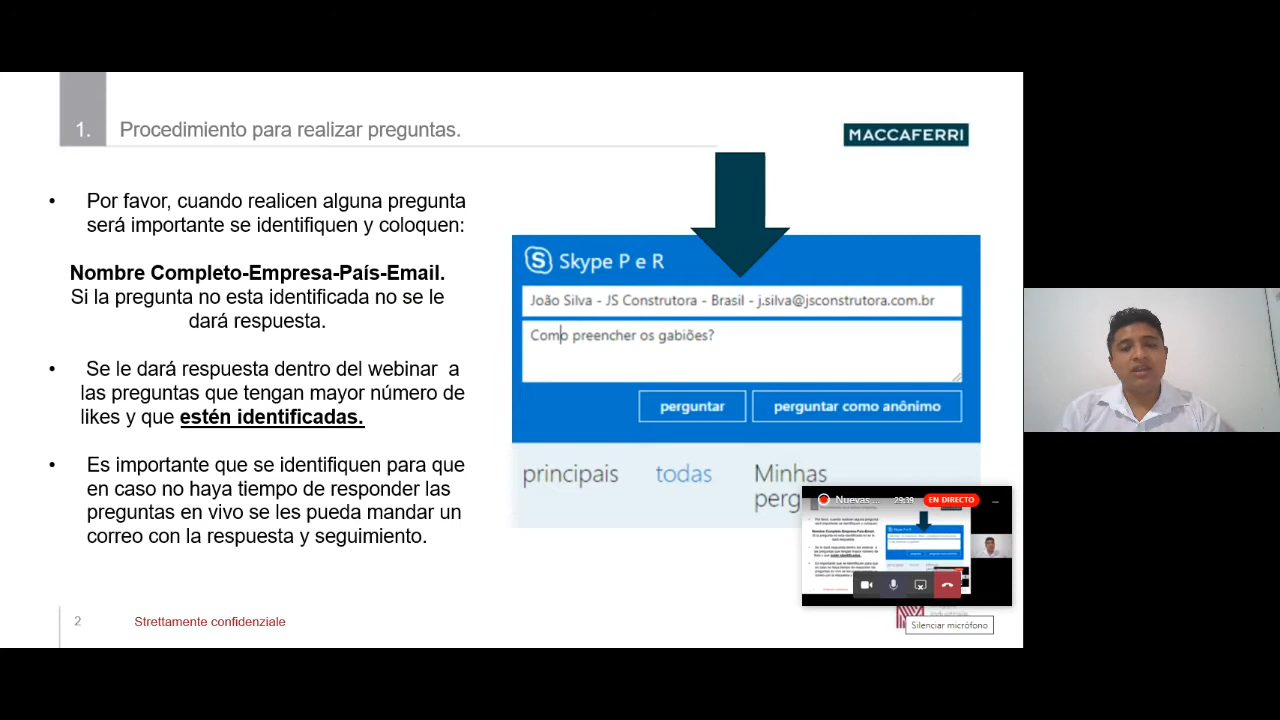 1. Procedimiento para realizar preguntas.
MACCAFERRI
• Por favor, cuando realicen alguna pregunta
será importante se identifiquen y coloquen:
Nombre Completo-Empresa-País-Email.
Si la pregunta no esta identificada no se le
dará respuesta.
• Se le dará respuesta dentro del webinar a
las preguntas que tengan mayor número de
likes y que estén identificadas.
• Es importante que se identifiquen para que
en caso no haya tiempo de responder las
preguntas en vivo se les pueda mandar un
correo con la respuesta y seguimiento.
Skype P e R
João Silva - JS Construtora - Brasil - j.silva@jsconstrutora.com.br
Como preencher os gabiões?
perguntar
perguntar como anônimo
principais todas Minhas
perg
Nuevas ... 29:39 EN DIRECTO
2 Strettamente confidenziale
Silenciar micrófono